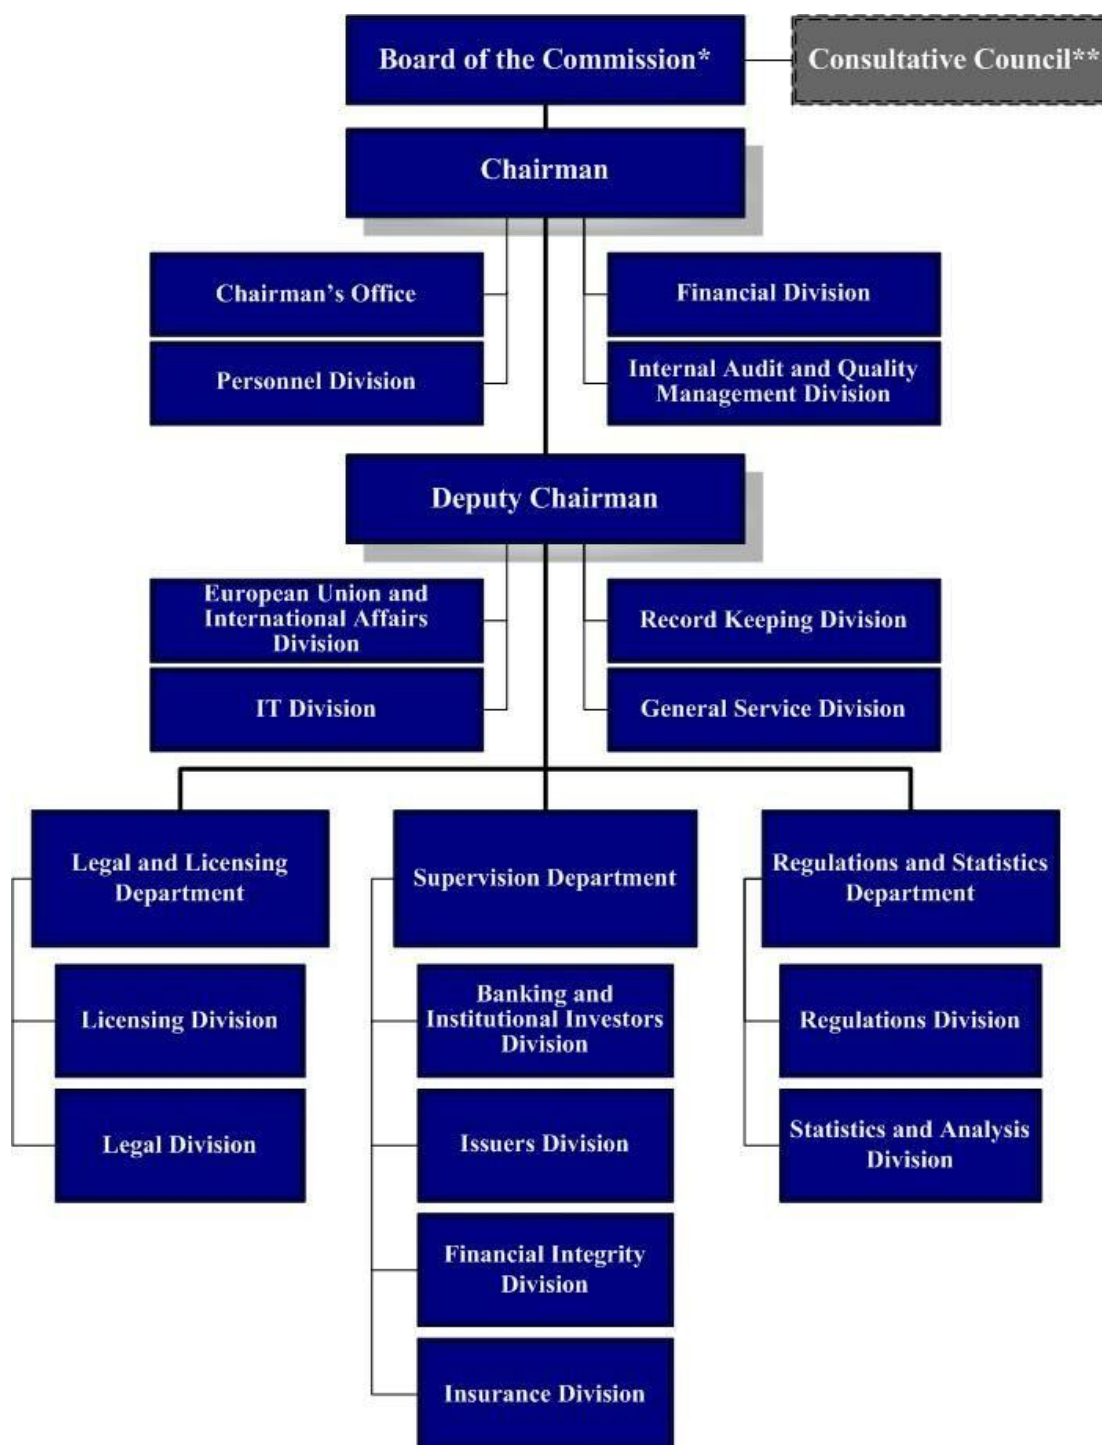 Board of the Commission*
Consultative Council**
Chairman
Chairman’s Office
Financial Division
Personnel Division
Internal Audit and Quality
Management Division
Deputy Chairman
European Union and
International Affairs
Division
Record Keeping Division
IT Division
General Service Division
Legal and Licensing
Department
Supervision Department
Regulations and Statistics
Department
Licensing Division
Banking and
Institutional Investors
Division
Regulations Division
Legal Division
Issuers Division
Statistics and Analysis
Division
Financial Integrity
Division
Insurance Division